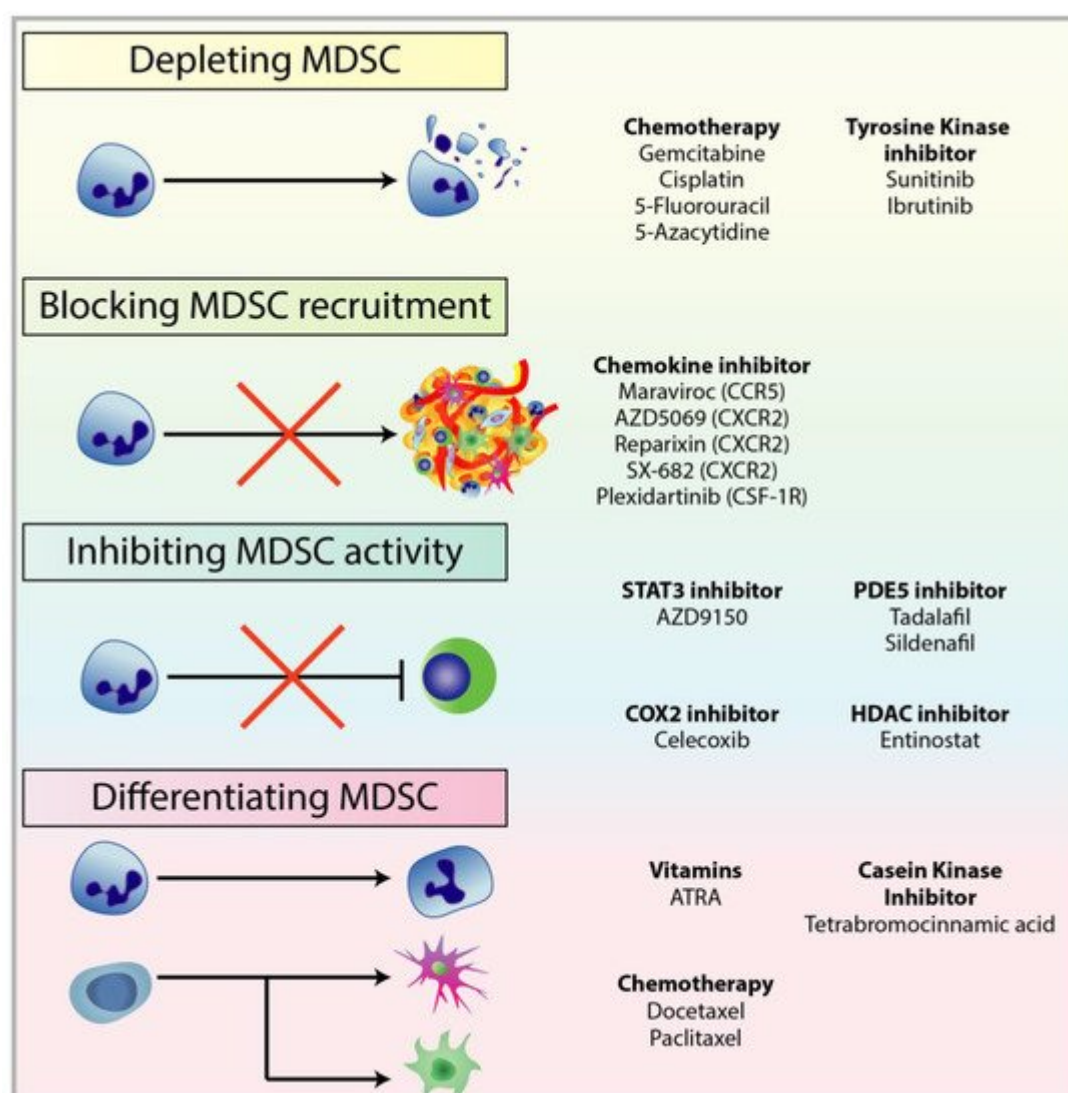 Depleting MDSC
Chemotherapy
Gemcitabine
Cisplatin
5-Fluorouracil
5-Azacytidine
Tyrosine Kinase
inhibitor
Sunitinib
Ibrutinib
Blocking MDSC recruitment
Chemokine inhibitor
Maraviroc (CCR5)
AZD5069 (CXCR2)
Reparixin (CXCR2)
SX-682 (CXCR2)
Plexidartinib (CSF-1R)
Inhibiting MDSC activity
STAT3 inhibitor
AZD9150
PDE5 inhibitor
Tadalafil
Sildenafil
COX2 inhibitor
Celecoxib
HDAC inhibitor
Entinostat
Differentiating MDSC
Vitamins
ATRA
Casein Kinase
Inhibitor
Tetrabromocinnamic acid
Chemotherapy
Docetaxel
Paclitaxel